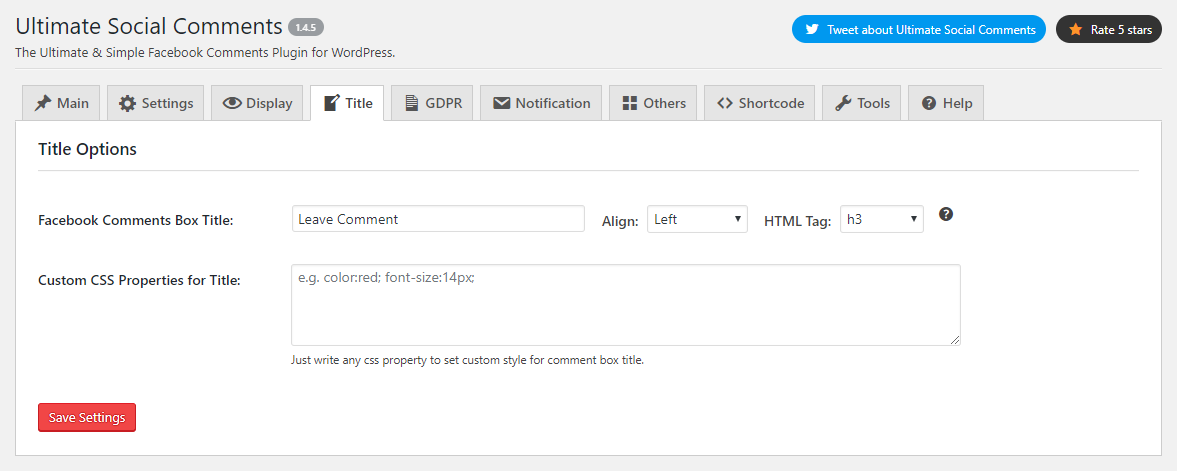 Ultimate Social Comments 1.4.5
Tweet about Ultimate Social Comments Rate 5 stars
The Ultimate & Simple Facebook Comments Plugin for WordPress.
Main Settings Display Title GDPR Notification Others Shortcode Tools Help
Title Options
Facebook Comments Box Title: Leave Comment Align: Left HTML Tag: h3
Custom CSS Properties for Title: e.g. color:red; font-size:14px;
Just write any css property to set custom style for comment box title.
Save Settings